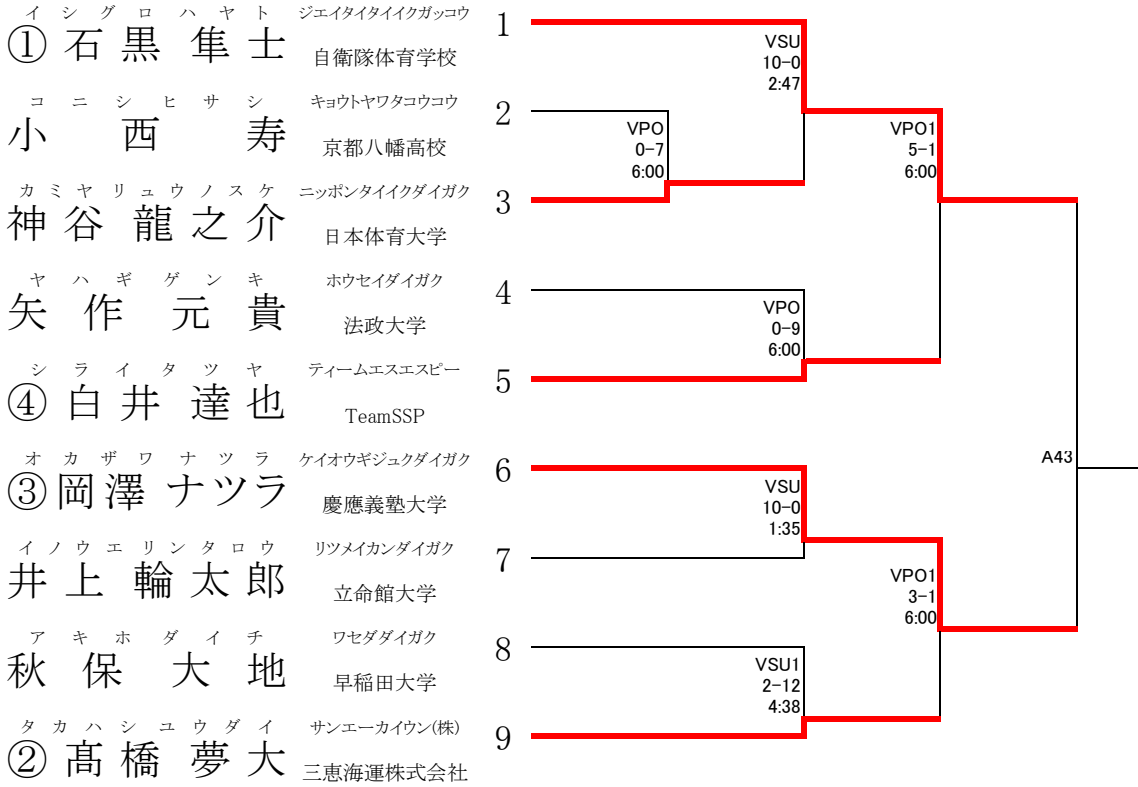 イシグロハヤト ジエイタイタイイクガッコウ
① 石黒 隼士 自衛隊体育学校 1
コニシヒサシ キョウトヤワタコウコウ
小西 寿 京都八幡高校 2
カミヤリュウノスケ ニッポンタイイクダイガク
神谷 龍之介 日本体育大学 3
ヤハギゲンキ ホウセイダイガク
矢作 元貴 法政大学 4
シライタツヤ ティームエスエスピー
④ 白井 達也 TeamSSP 5
オカザワナツラ ケイオウギジュクダイガク
③ 岡澤 ナツラ 慶應義塾大学 6
イノウエリンタロウ リツメイカンダイガク
井上 輪太郎 立命館大学 7
アキホダイチ ワセダダイガク
秋保 大地 早稲田大学 8
タカハシユウダイ サンエーカイウン(株)
②髙橋 夢大 三恵海運株式会社 9
VSU
10-0
2:47
VPO
0-7
6:00
VPO1
5-1
6:00
VPO
0-9
6:00
A43
VSU
10-0
1:35
VPO1
3-1
6:00
VSU1
2-12
4:38